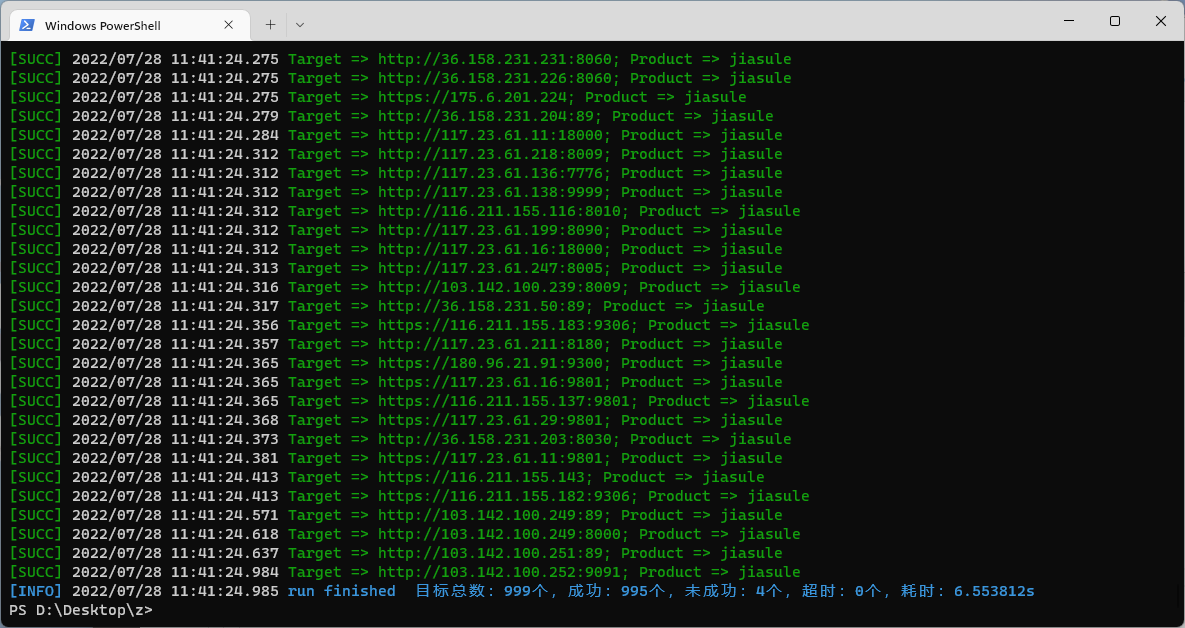 Windows PowerShell
[SUCC] 2022/07/28 11:41:24.275 Target => http://36.158.231.231:8060; Product => jiasule
[SUCC] 2022/07/28 11:41:24.275 Target => http://36.158.231.226:8060; Product => jiasule
[SUCC] 2022/07/28 11:41:24.275 Target => https://175.6.201.224; Product => jiasule
[SUCC] 2022/07/28 11:41:24.279 Target => http://36.158.231.204:89; Product => jiasule
[SUCC] 2022/07/28 11:41:24.284 Target => http://117.23.61.11:18000; Product => jiasule
[SUCC] 2022/07/28 11:41:24.312 Target => http://117.23.61.218:8009; Product => jiasule
[SUCC] 2022/07/28 11:41:24.312 Target => http://117.23.61.136:7776; Product => jiasule
[SUCC] 2022/07/28 11:41:24.312 Target => http://117.23.61.138:9999; Product => jiasule
[SUCC] 2022/07/28 11:41:24.312 Target => http://116.211.155.116:8010; Product => jiasule
[SUCC] 2022/07/28 11:41:24.312 Target => http://117.23.61.199:8090; Product => jiasule
[SUCC] 2022/07/28 11:41:24.312 Target => http://117.23.61.16:18000; Product => jiasule
[SUCC] 2022/07/28 11:41:24.313 Target => http://117.23.61.247:8005; Product => jiasule
[SUCC] 2022/07/28 11:41:24.316 Target => http://103.142.100.239:8009; Product => jiasule
[SUCC] 2022/07/28 11:41:24.317 Target => http://36.158.231.50:89; Product => jiasule
[SUCC] 2022/07/28 11:41:24.356 Target => https://116.211.155.183:9306; Product => jiasule
[SUCC] 2022/07/28 11:41:24.357 Target => http://117.23.61.211:8180; Product => jiasule
[SUCC] 2022/07/28 11:41:24.365 Target => https://180.96.21.91:9300; Product => jiasule
[SUCC] 2022/07/28 11:41:24.365 Target => https://117.23.61.16:9801; Product => jiasule
[SUCC] 2022/07/28 11:41:24.365 Target => https://116.211.155.137:9801; Product => jiasule
[SUCC] 2022/07/28 11:41:24.368 Target => https://117.23.61.29:9801; Product => jiasule
[SUCC] 2022/07/28 11:41:24.373 Target => http://36.158.231.203:8030; Product => jiasule
[SUCC] 2022/07/28 11:41:24.381 Target => https://117.23.61.11:9801; Product => jiasule
[SUCC] 2022/07/28 11:41:24.413 Target => https://116.211.155.143; Product => jiasule
[SUCC] 2022/07/28 11:41:24.413 Target => https://116.211.155.182:9306; Product => jiasule
[SUCC] 2022/07/28 11:41:24.571 Target => http://103.142.100.249:89; Product => jiasule
[SUCC] 2022/07/28 11:41:24.618 Target => http://103.142.100.249:8000; Product => jiasule
[SUCC] 2022/07/28 11:41:24.637 Target => http://103.142.100.251:89; Product => jiasule
[SUCC] 2022/07/28 11:41:24.984 Target => http://103.142.100.252:9091; Product => jiasule
[INFO] 2022/07/28 11:41:24.985 run finished  目标总数：999个，成功：995个，未成功：4个，超时：0个，耗时：6.553812s
PS D:\Desktop\z>